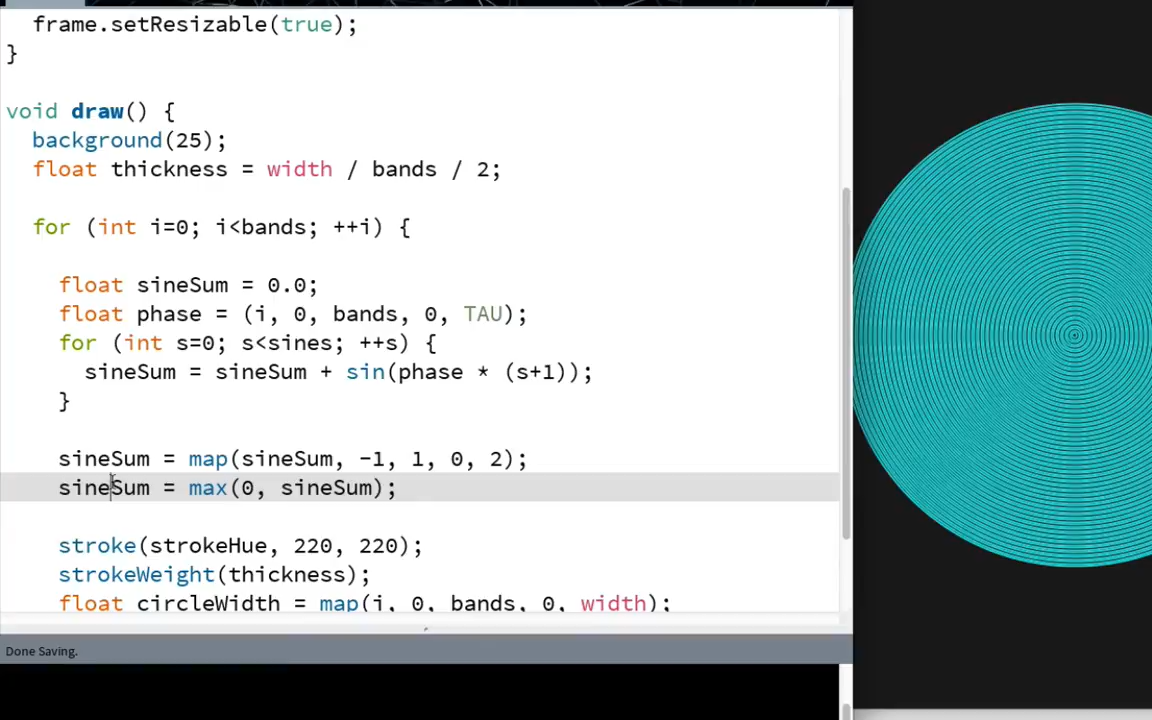 frame.setResizable(true);
}
void draw() {
background(25);
float thickness = width / bands / 2;
for (int i=0; i<bands; ++i) {
float sineSum = 0.0;
float phase = (i, 0, bands, 0, TAU);
for (int s=0; s<sines; ++s) {
sineSum = sineSum + sin(phase * (s+1));
}
sineSum = map(sineSum, -1, 1, 0, 2);
sineSum = max(0, sineSum);
stroke(strokeHue, 220, 220);
strokeWeight(thickness);
float circleWidth = map(i, 0, bands, 0, width);
Done Saving.